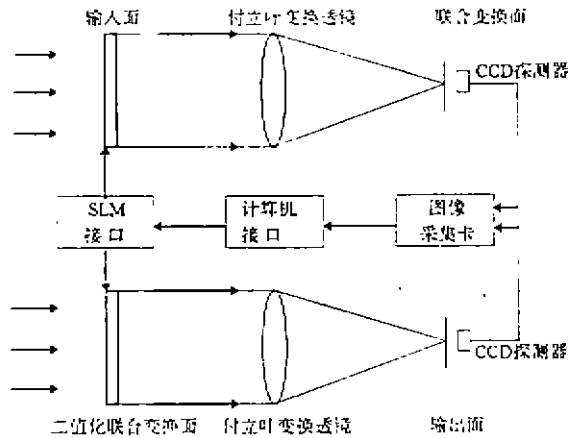 输入面
付立叶变换透镜
联合变换面
CCD探测器
SLM
接口
计算机
接口
图像
采集卡
CCD探测器
二值化联合变换面
付立叶变换透镜
输出面